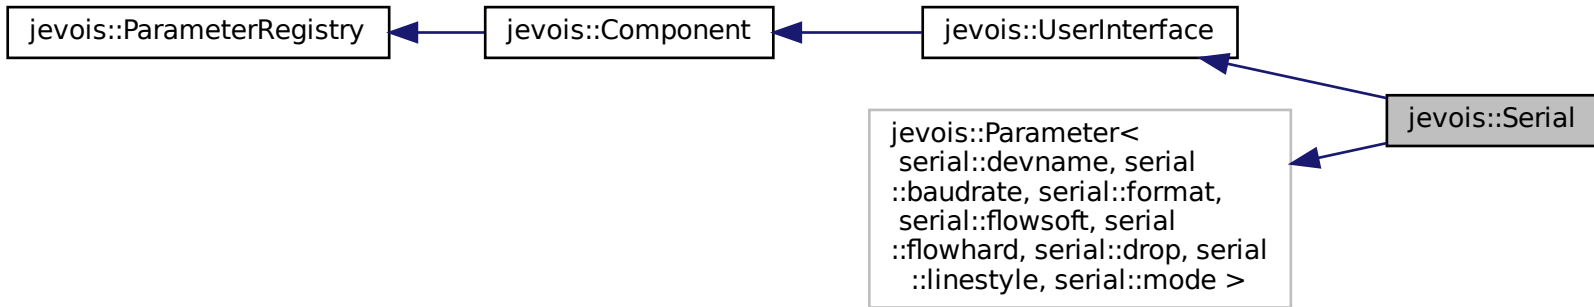 jevois::ParameterRegistry
jevois::Component
jevois::UserInterface
jevois::Serial
jevois::Parameter<
serial::devname, serial
::baudrate, serial::format,
serial::flowsoft, serial
::flowhard, serial::drop, serial
::linestyle, serial::mode >